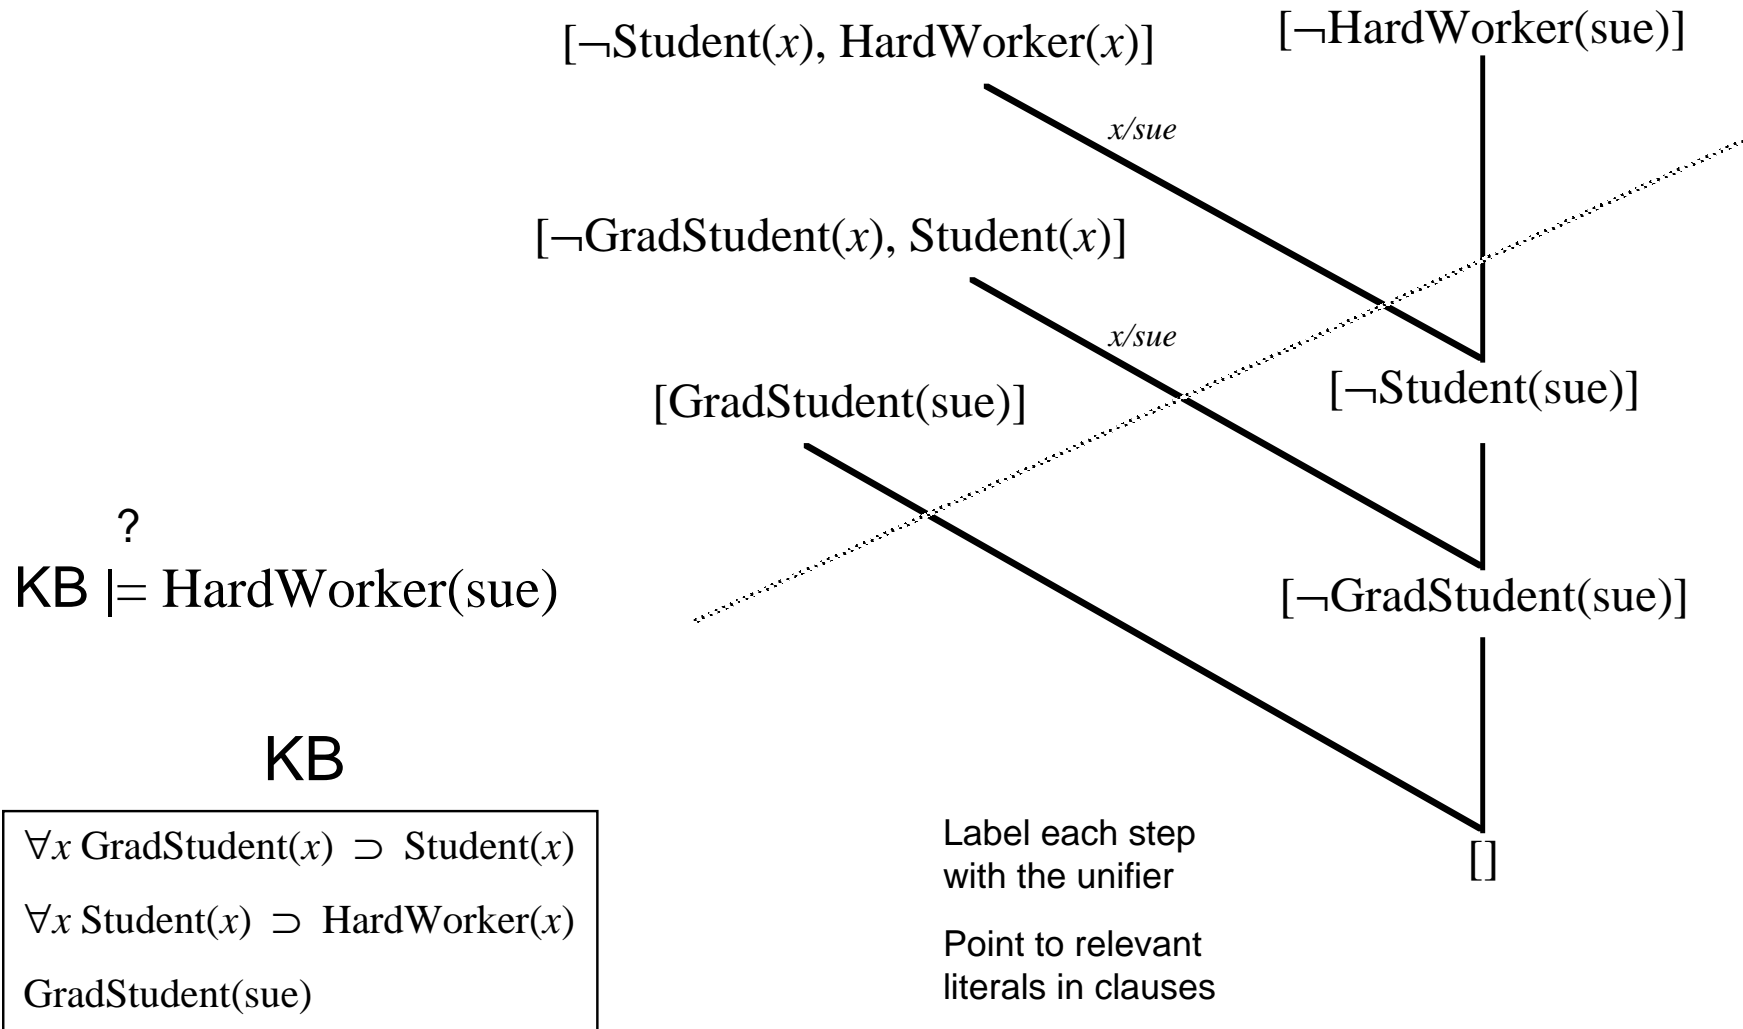 [¬Student(x), HardWorker(x)]
[¬HardWorker(sue)]
x/sue
[¬GradStudent(x), Student(x)]
x/sue
[GradStudent(sue)]
[¬Student(sue)]
?
KB |= HardWorker(sue)
[¬GradStudent(sue)]
KB
∀x GradStudent(x) ⊃ Student(x)
∀x Student(x) ⊃ HardWorker(x)
GradStudent(sue)
Label each step
with the unifier
Point to relevant
literals in clauses
[]